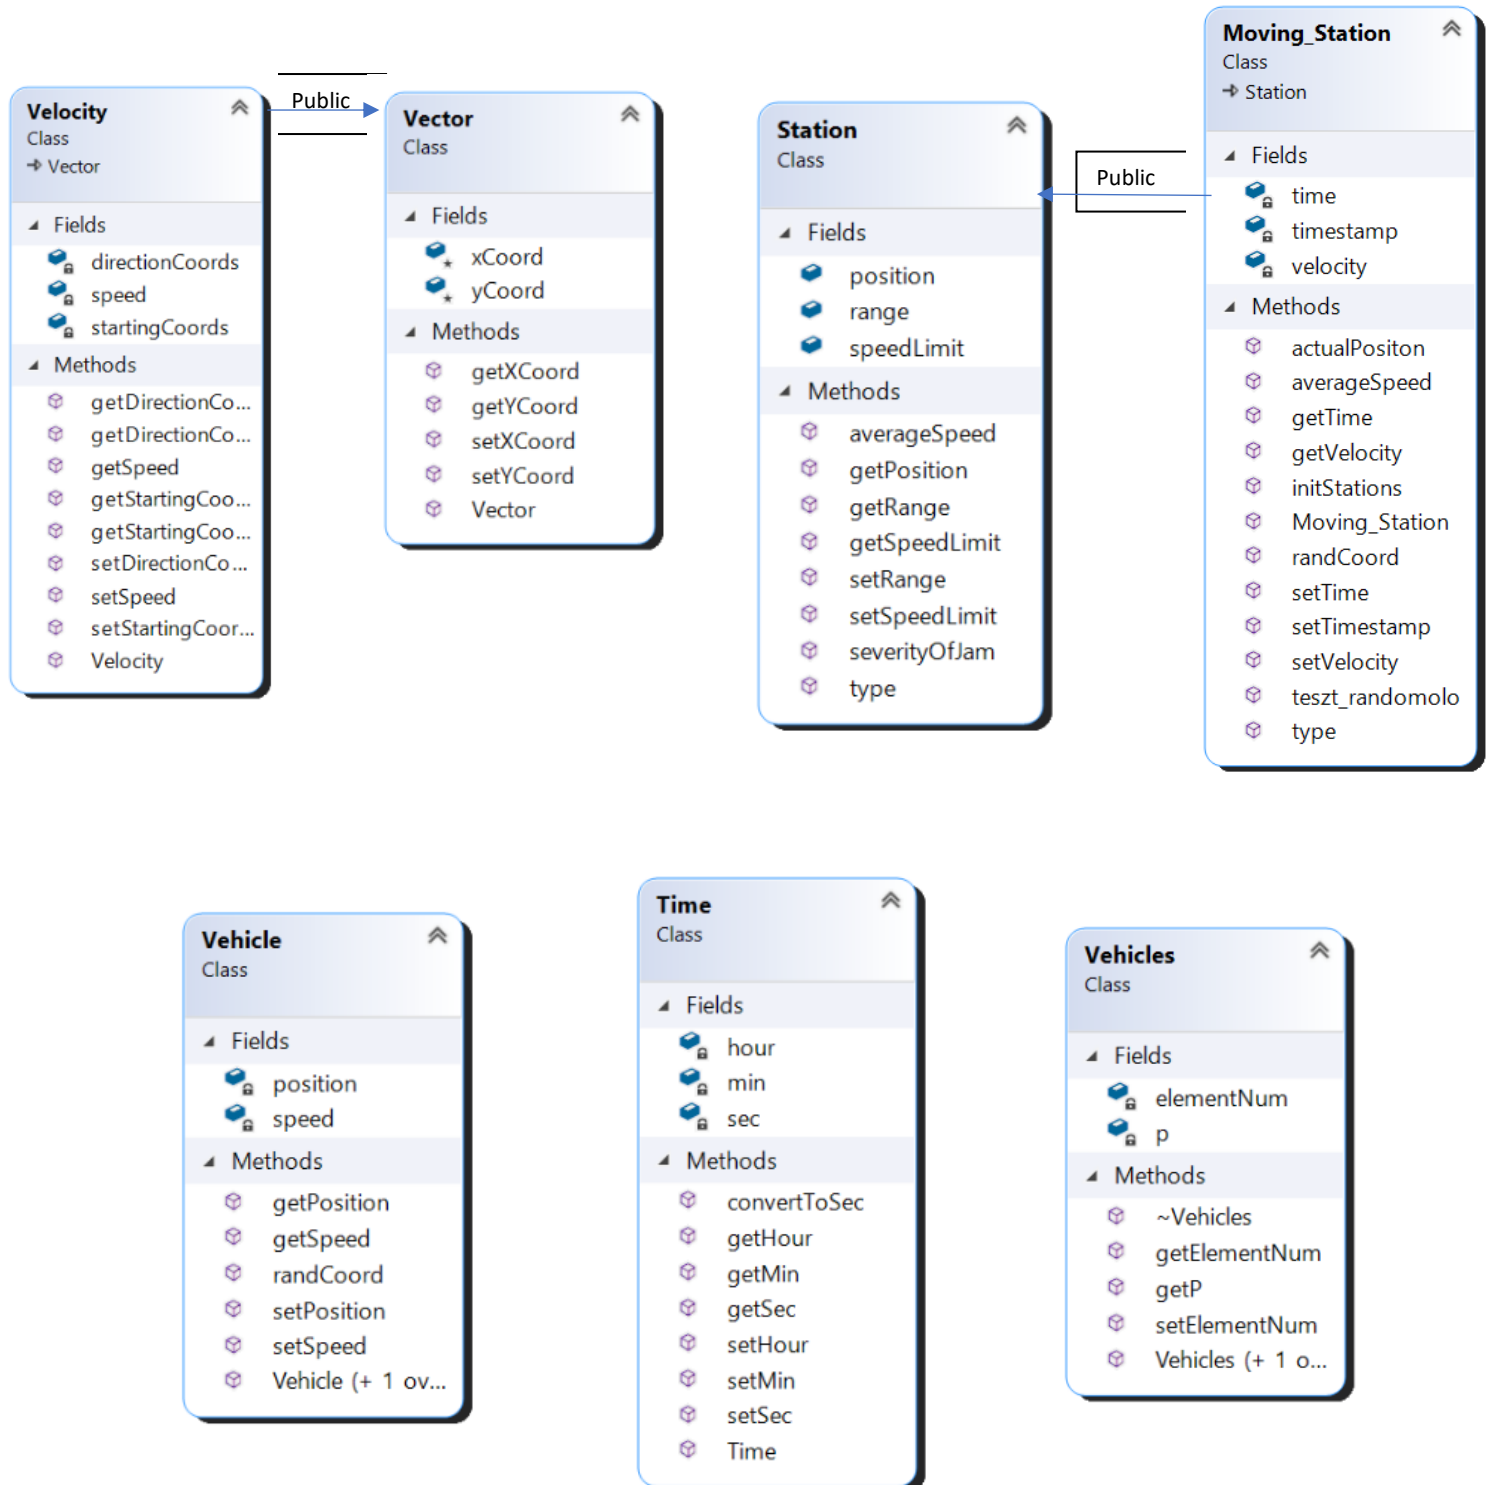 Velocity
Class
Vector
Fields
directionCoords
speed
startingCoords
Methods
getDirectionCo...
getDirectionCo...
getSpeed
getStartingCoo...
getStartingCoo...
setDirectionCo...
setSpeed
setStartingCoor...
Velocity
Public
Vector
Class
Fields
xCoord
yCoord
Methods
getXCoord
getYCoord
setXCoord
setYCoord
Vector
Station
Class
Fields
position
range
speedLimit
Methods
averageSpeed
getPosition
getRange
getSpeedLimit
setRange
setSpeedLimit
severityOfJam
type
Public
Moving_Station
Class
Station
Fields
time
timestamp
velocity
Methods
actualPositon
averageSpeed
getTime
getVelocity
initStations
Moving_Station
randCoord
setTime
setTimestamp
setVelocity
teszt_randomolo
type
Vehicle
Class
Fields
position
speed
Methods
getPosition
getSpeed
randCoord
setPosition
setSpeed
Vehicle (+ 1 ov...
Time
Class
Fields
hour
min
sec
Methods
convertToSec
getHour
getMin
getSec
setHour
setMin
setSec
Time
Vehicles
Class
Fields
elementNum
p
Methods
~Vehicles
getElementNum
getP
setElementNum
Vehicles (+ 1 o...